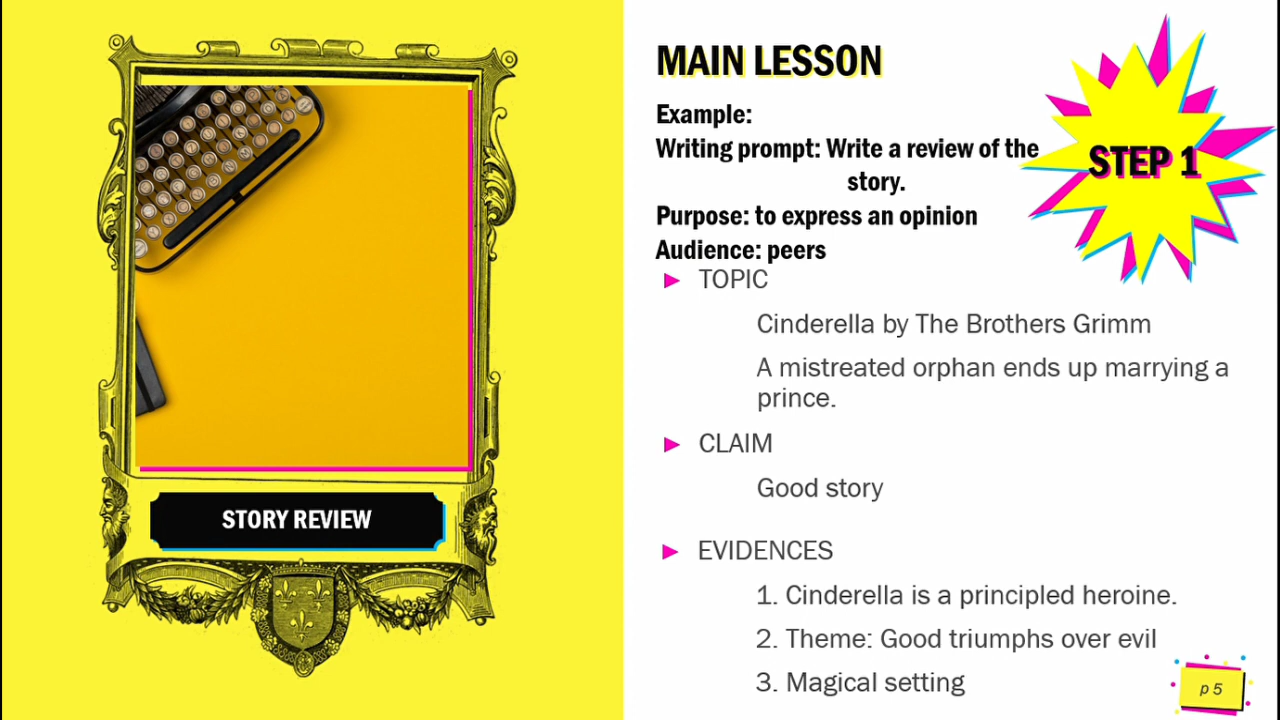 MAIN LESSON
STEP 1
Example:
Writing prompt: Write a review of the
story.
Purpose: to express an opinion
Audience: peers
► TOPIC
Cinderella by The Brothers Grimm
A mistreated orphan ends up marrying a
prince.
► CLAIM
Good story
► EVIDENCES
1. Cinderella is a principled heroine.
2. Theme: Good triumphs over evil
3. Magical setting
STORY REVIEW
p 5